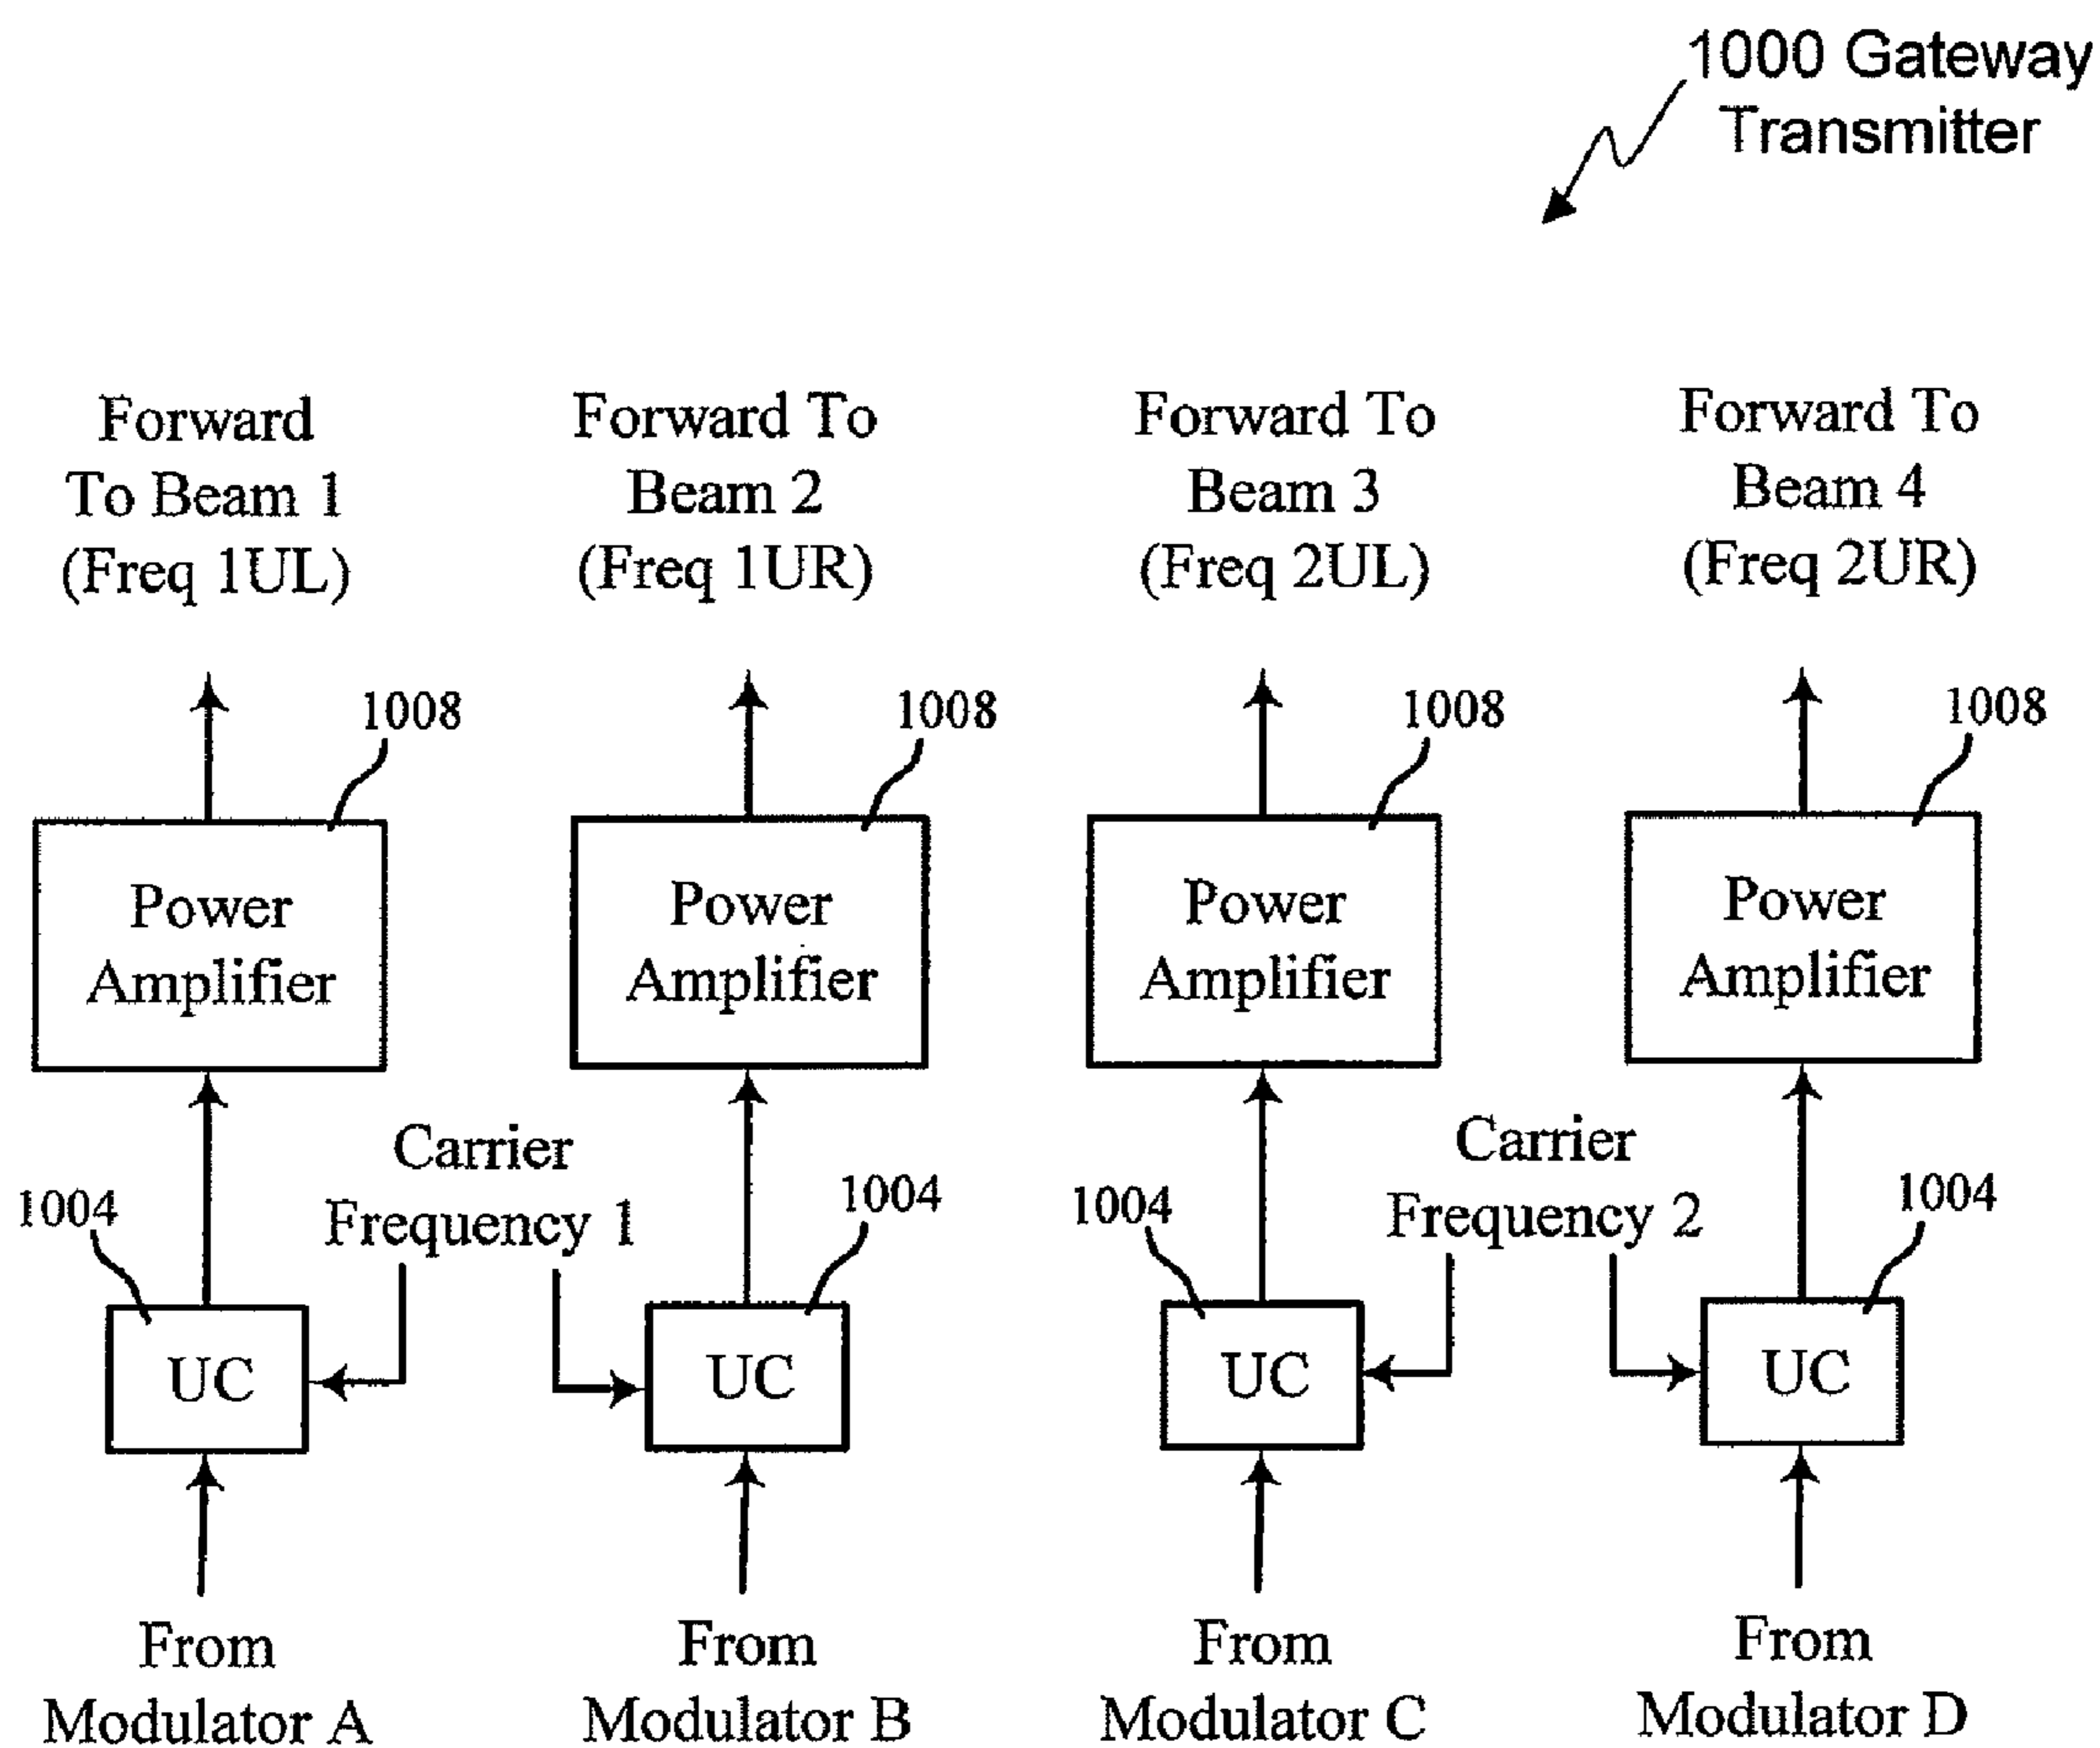 1000 Gateway
Transmitter
Forward
To Beam 1
(Freq 1UL)
Forward To
Beam 2
(Freq 1UR)
Forward To
Beam 3
(Freq 2UL)
Forward To
Beam 4
(Freq 2UR)
1008
1008
1008
1008
Power
Amplifier
Power
Amplifier
Power
Amplifier
Power
Amplifier
Carrier
Frequency 1
Carrier
Frequency 2
1004
1004
1004
1004
UC
UC
UC
UC
From
Modulator A
From
Modulator B
From
Modulator C
From
Modulator D